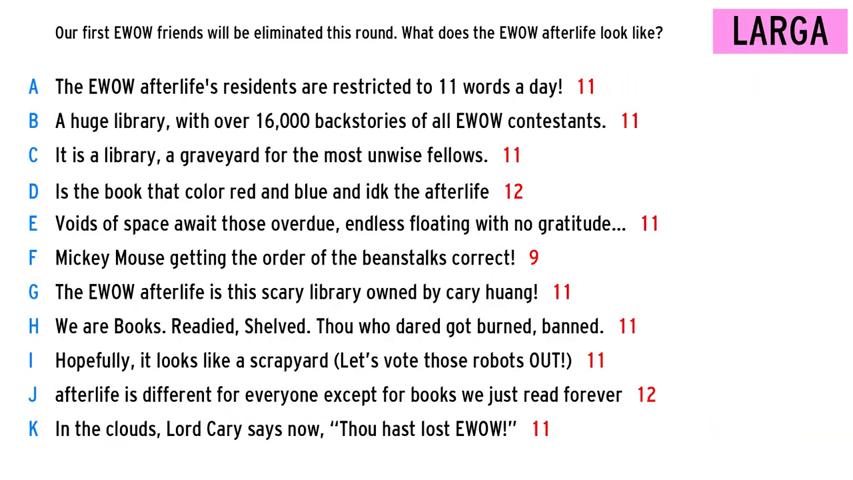 Our first EWOW friends will be eliminated this round. What does the EWOW afterlife look like?
LARGA
A The EWOW afterlife's residents are restricted to 11 words a day! 11
B A huge library, with over 16,000 backstories of all EWOW contestants. 11
C It is a library, a graveyard for the most unwise fellows. 11
D Is the book that color red and blue and idk the afterlife 12
E Voids of space await those overdue, endless floating with no gratitude... 11
F Mickey Mouse getting the order of the beanstalks correct! 9
G The EWOW afterlife is this scary library owned by cary huang! 11
H We are Books. Readied, Shelved. Thou who dared got burned, banned. 11
I Hopefully, it looks like a scrapyard (Let's vote those robots OUT!) 11
J afterlife is different for everyone except for books we just read forever 12
K In the clouds, Lord Cary says now, “Thou hast lost EWOW!” 11